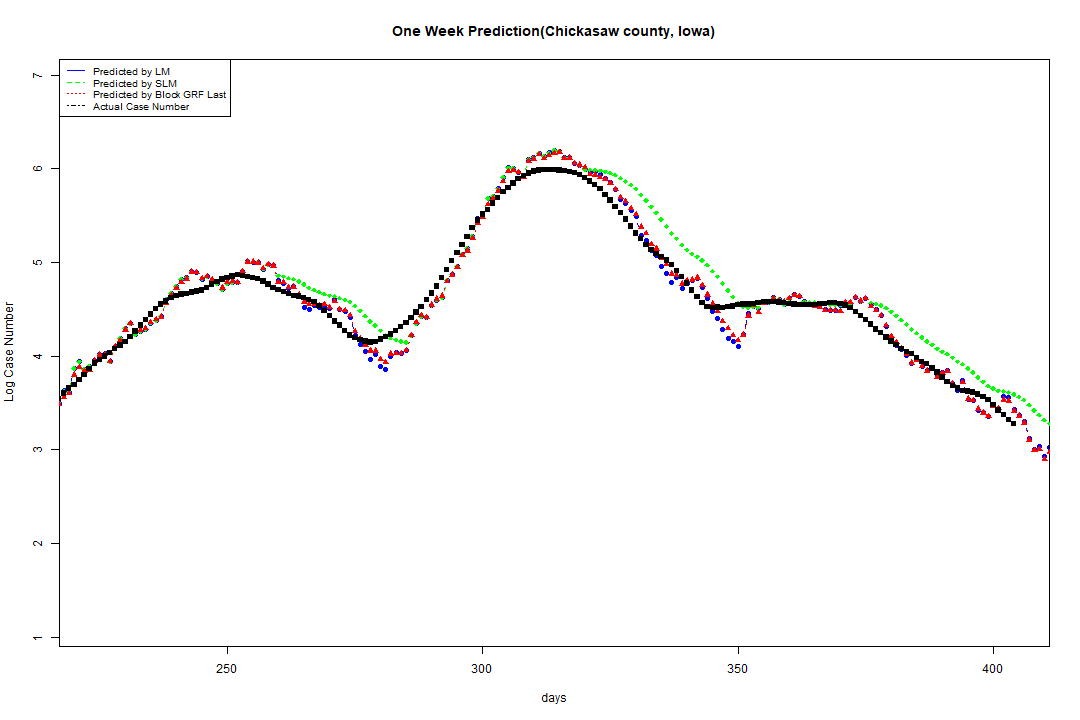 One Week Prediction(Chickasaw county, Iowa)
Predicted by LM
Predicted by SLM
Predicted by Block GRF Last
Actual Case Number
7
6
5
4
3
2
1
Log Case Number
250
300
350
400
days